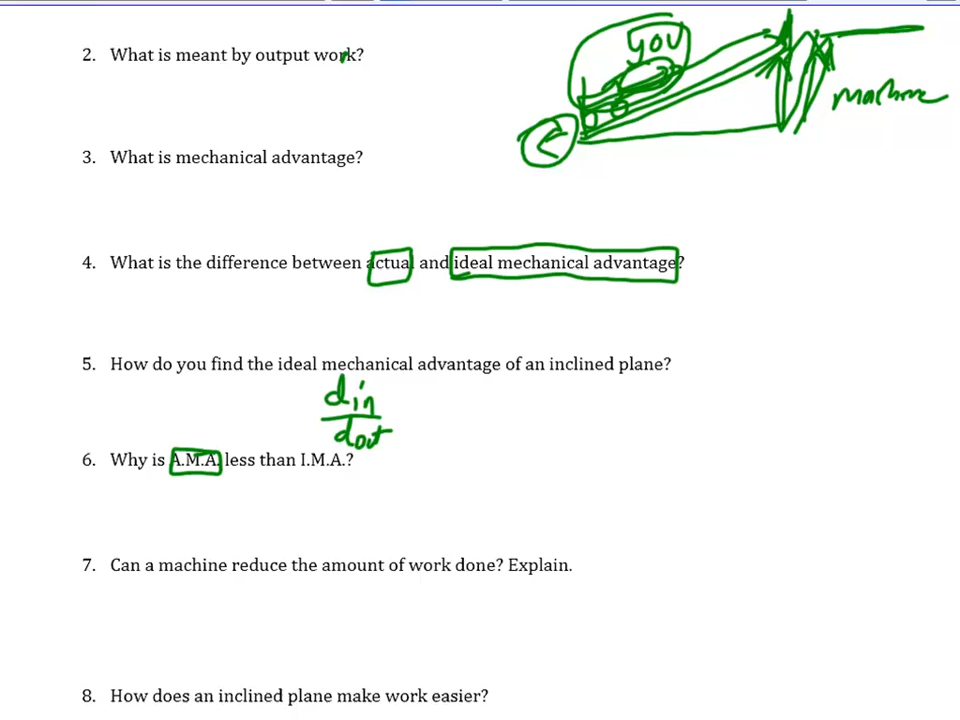 you
2. What is meant by output work?
machine
3. What is mechanical advantage?
4. What is the difference between actual and ideal mechanical advantage?
5. How do you find the ideal mechanical advantage of an inclined plane?
din
dout
6. Why is A.M.A. less than I.M.A.?
7. Can a machine reduce the amount of work done? Explain.
8. How does an inclined plane make work easier?